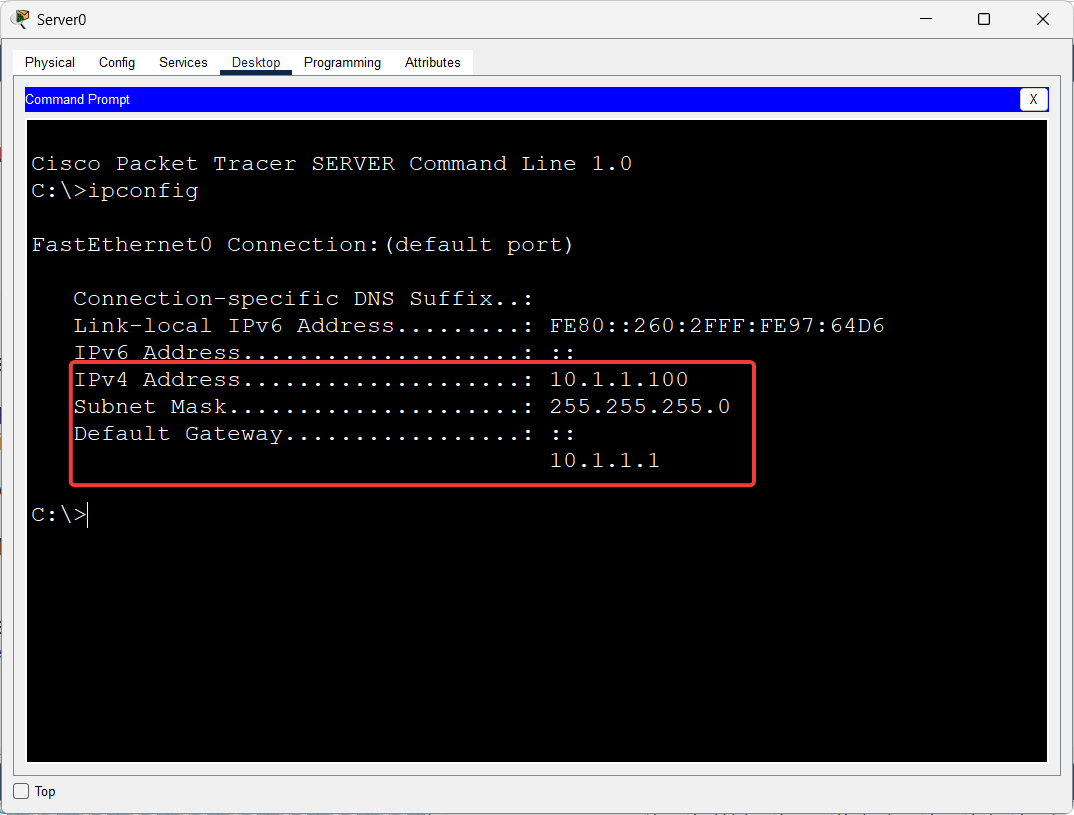 Server0
Physical Config Services Desktop Programming Attributes
Command Prompt X
Cisco Packet Tracer SERVER Command Line 1.0
C:\>ipconfig
FastEthernet0 Connection:(default port)
Connection-specific DNS Suffix..:
Link-local IPv6 Address.........: FE80::260:2FFF:FE97:64D6
IPv6 Address....................: ::
IPv4 Address....................: 10.1.1.100
Subnet Mask.....................: 255.255.255.0
Default Gateway.................: ::
10.1.1.1
C:\>
Top